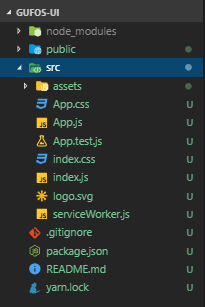 GUFOS-UI
node_modules
public
src
assets
App.css U
App.js U
App.test.js U
index.css U
index.js U
logo.svg U
serviceWorker.js U
.gitignore U
package.json U
README.md U
yarn.lock U